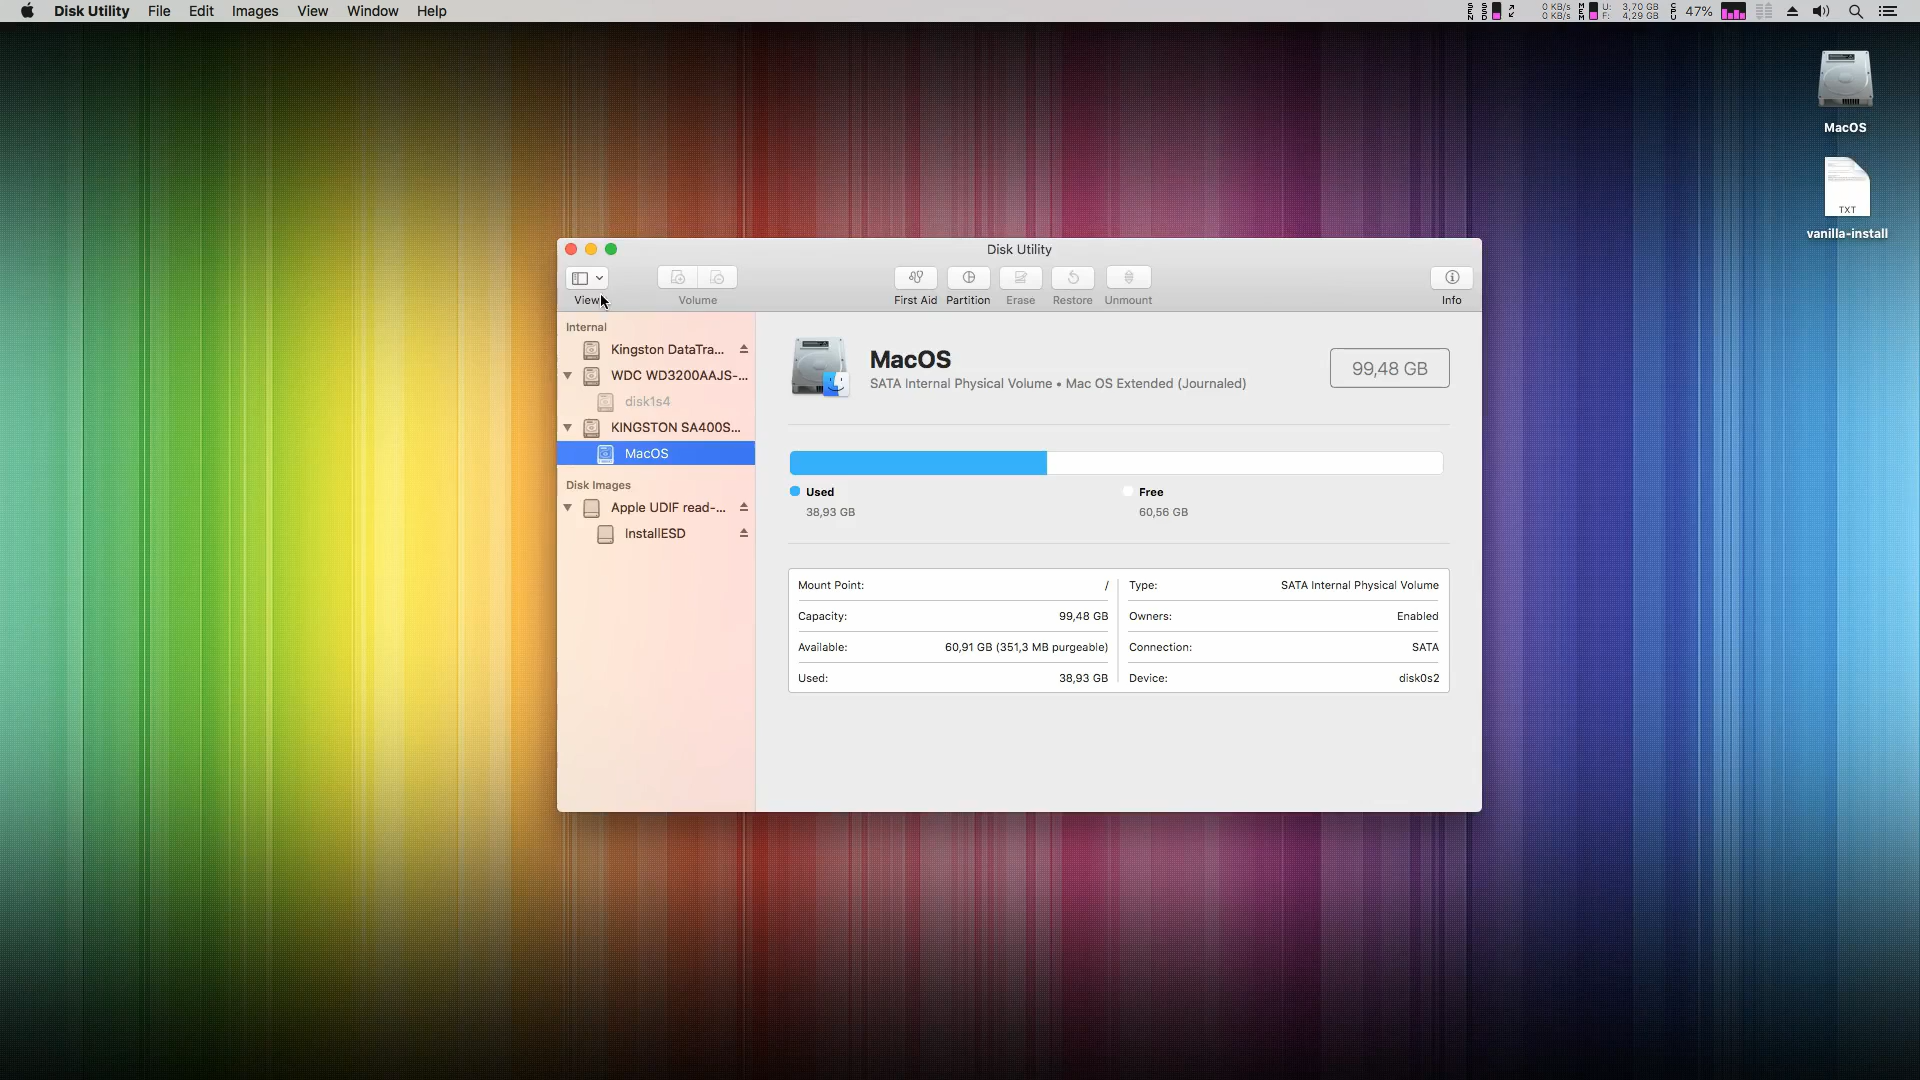 Disk Utility File Edit Images View Window Help
SEN SSD 0 KB/s 0 KB/s MEM U: 3,70 GB F: 4,29 GB CPU 47%
MacOS
TXT
vanilla-install
Disk Utility
View Volume First Aid Partition Erase Restore Unmount Info
Internal
Kingston DataTra...
WDC WD3200AAJS-...
disk1s4
KINGSTON SA400S...
MacOS
Disk Images
Apple UDIF read-...
InstallESD
MacOS
SATA Internal Physical Volume • Mac OS Extended (Journaled)
99,48 GB
Used Free
38,93 GB 60,56 GB
Mount Point: / Type: SATA Internal Physical Volume
Capacity: 99,48 GB Owners: Enabled
Available: 60,91 GB (351,3 MB purgeable) Connection: SATA
Used: 38,93 GB Device: disk0s2